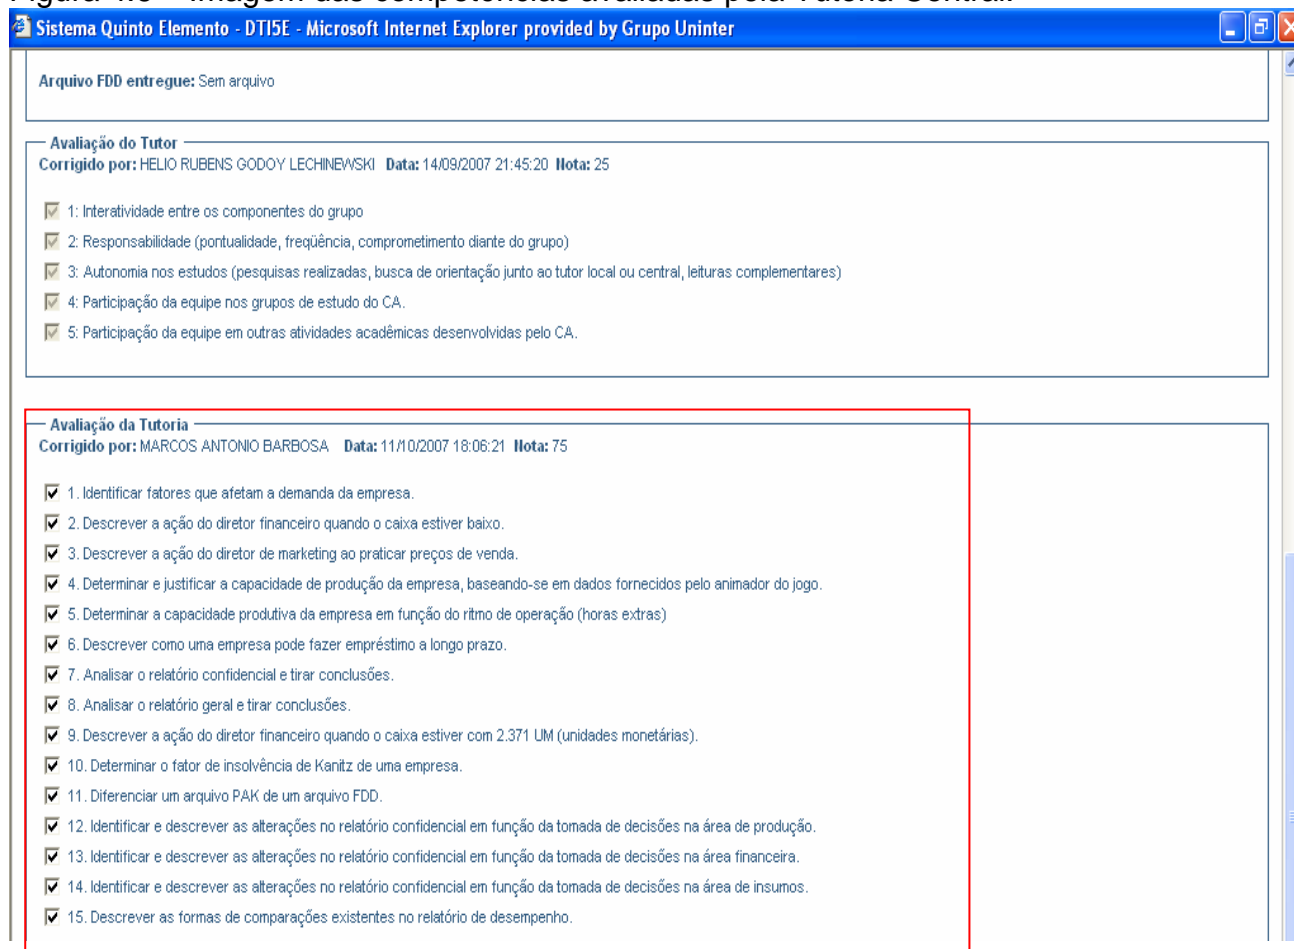 Figura 4.8 – Imagem das competências avaliadas pela Tutoria Central.
Sistema Quinto Elemento - DTI5E - Microsoft Internet Explorer provided by Grupo Uninter
Arquivo FDD entregue: Sem arquivo
Avaliação do Tutor
Corrigido por: HELIO RUBENS GODOY LECHINEWSKI Data: 14/09/2007 21:45:20 Nota: 25
1: Interatividade entre os componentes do grupo
2: Responsabilidade (pontualidade, freqüência, comprometimento diante do grupo)
3: Autonomia nos estudos (pesquisas realizadas, busca de orientação junto ao tutor local ou central, leituras complementares)
4: Participação da equipe nos grupos de estudo do CA.
5: Participação da equipe em outras atividades acadêmicas desenvolvidas pelo CA.
Avaliação da Tutoria
Corrigido por: MARCOS ANTONIO BARBOSA Data: 11/10/2007 18:06:21 Nota: 75
1. Identificar fatores que afetam a demanda da empresa.
2. Descrever a ação do diretor financeiro quando o caixa estiver baixo.
3. Descrever a ação do diretor de marketing ao praticar preços de venda.
4. Determinar e justificar a capacidade de produção da empresa, baseando-se em dados fornecidos pelo animador do jogo.
5. Determinar a capacidade produtiva da empresa em função do ritmo de operação (horas extras)
6. Descrever como uma empresa pode fazer empréstimo a longo prazo.
7. Analisar o relatório confidencial e tirar conclusões.
8. Analisar o relatório geral e tirar conclusões.
9. Descrever a ação do diretor financeiro quando o caixa estiver com 2.371 UM (unidades monetárias).
10. Determinar o fator de insolvência de Kanitz de uma empresa.
11. Diferenciar um arquivo PAK de um arquivo FDD.
12. Identificar e descrever as alterações no relatório confidencial em função da tomada de decisões na área de produção.
13. Identificar e descrever as alterações no relatório confidencial em função da tomada de decisões na área financeira.
14. Identificar e descrever as alterações no relatório confidencial em função da tomada de decisões na área de insumos.
15. Descrever as formas de comparações existentes no relatório de desempenho.